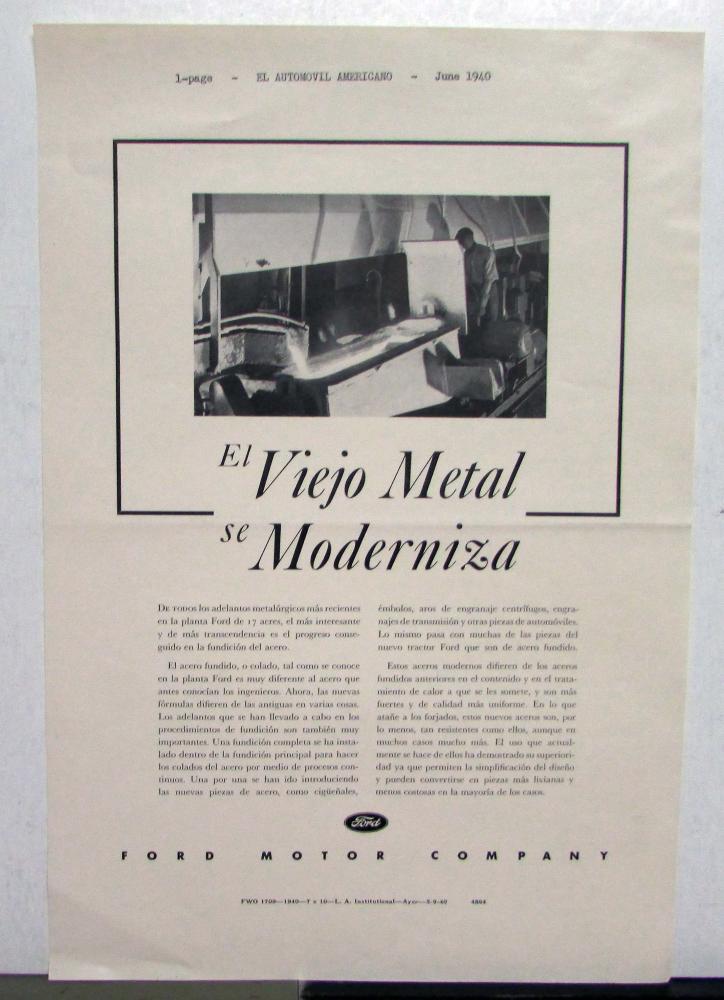 1-page - EL AUTOMOVIL AMERICANO - June 1940
El Viejo Metal
se Moderniza
DE TODOS los adelantos metalúrgicos más recientes
en la planta Ford de 17 acres, el más interesante
y de más transcendencia es el progreso conse-
guido en la fundición del acero.
El acero fundido, o colado, tal como se conoce
en la planta Ford es muy diferente al acero que
antes conocían los ingenieros. Ahora, las nuevas
fórmulas difieren de las antiguas en varias cosas.
Los adelantos que se han llevado a cabo en los
procedimientos de fundición son también muy
importantes. Una fundición completa se ha insta-
lado dentro de la fundición principal para hacer
los colados del acero por medio de procesos con-
tinuos. Una por una se han ido introduciendo
las nuevas piezas de acero, como cigüeñales,
émbolos, aros de engranaje centrífugos, engra-
najes de transmisión y otras piezas de automóviles.
Lo mismo pasa con muchas de las piezas del
nuevo tractor Ford que son de acero fundido.
Estos aceros modernos difieren de los aceros
fundidos anteriores en el contenido y en el trata-
miento de calor a que se les somete, y son más
fuertes y de calidad más uniforme. En lo que
atañe a los forjados, estos nuevos aceros son, por
lo menos, tan resistentes como ellos, aunque en
muchos casos mucho más. El uso que actual-
mente se hace de ellos ha demostrado su superiori-
dad ya que permiten la simplificación del diseño
y pueden convertirse en piezas más livianas y
menos costosas en la mayoría de los casos.
Ford
FORD MOTOR COMPANY
FWO 1709—1940—7 x 10—L. A. Institutional—Ayer—5-9-40 4804